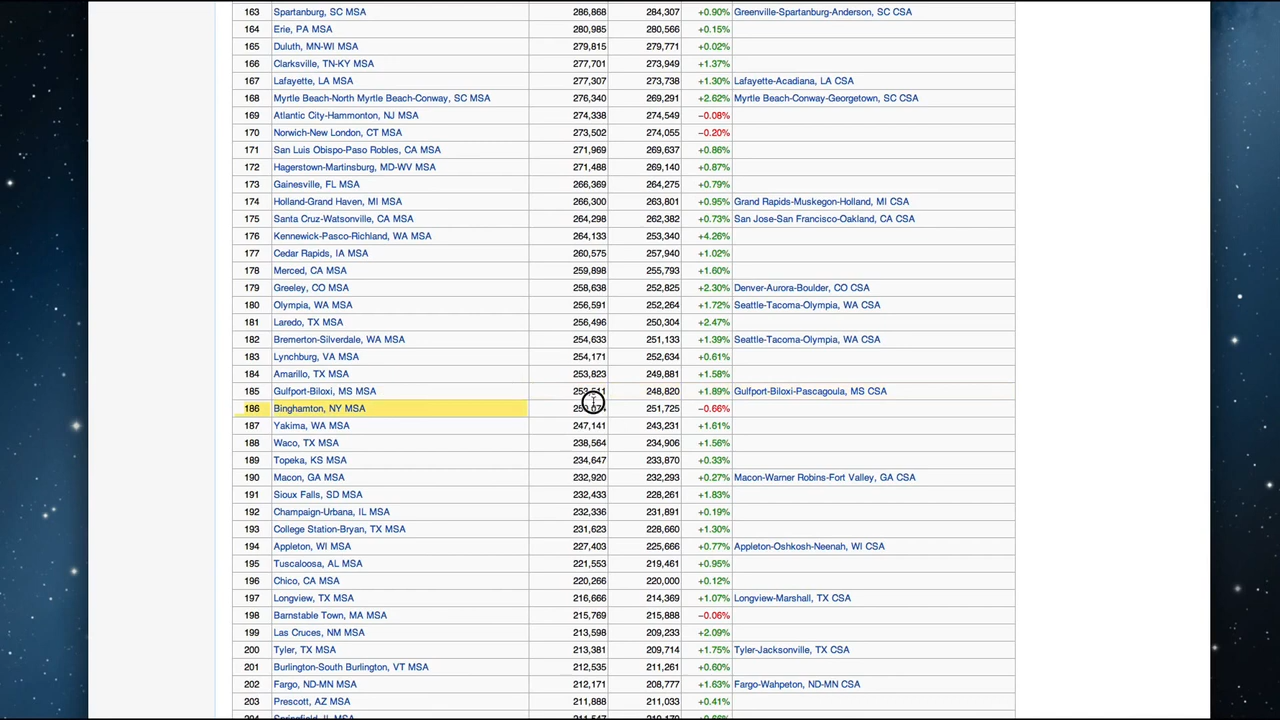 163 Spartanburg, SC MSA 286,868 284,307 +0.90% Greenville-Spartanburg-Anderson, SC CSA
164 Erie, PA MSA 280,985 280,566 +0.15%
165 Duluth, MN-WI MSA 279,815 279,771 +0.02%
166 Clarksville, TN-KY MSA 277,701 273,949 +1.37%
167 Lafayette, LA MSA 277,307 273,738 +1.30% Lafayette-Acadiana, LA CSA
168 Myrtle Beach-North Myrtle Beach-Conway, SC MSA 276,340 269,291 +2.62% Myrtle Beach-Conway-Georgetown, SC CSA
169 Atlantic City-Hammonton, NJ MSA 274,338 274,549 −0.08%
170 Norwich-New London, CT MSA 273,502 274,055 −0.20%
171 San Luis Obispo-Paso Robles, CA MSA 271,969 269,637 +0.86%
172 Hagerstown-Martinsburg, MD-WV MSA 271,488 269,140 +0.87%
173 Gainesville, FL MSA 266,369 264,275 +0.79%
174 Holland-Grand Haven, MI MSA 266,300 263,801 +0.95% Grand Rapids-Muskegon-Holland, MI CSA
175 Santa Cruz-Watsonville, CA MSA 264,298 262,382 +0.73% San Jose-San Francisco-Oakland, CA CSA
176 Kennewick-Pasco-Richland, WA MSA 264,133 253,340 +4.26%
177 Cedar Rapids, IA MSA 260,575 257,940 +1.02%
178 Merced, CA MSA 259,898 255,793 +1.60%
179 Greeley, CO MSA 258,638 252,825 +2.30% Denver-Aurora-Boulder, CO CSA
180 Olympia, WA MSA 256,591 252,264 +1.72% Seattle-Tacoma-Olympia, WA CSA
181 Laredo, TX MSA 256,496 250,304 +2.47%
182 Bremerton-Silverdale, WA MSA 254,633 251,133 +1.39% Seattle-Tacoma-Olympia, WA CSA
183 Lynchburg, VA MSA 254,171 252,634 +0.61%
184 Amarillo, TX MSA 253,823 249,881 +1.58%
185 Gulfport-Biloxi, MS MSA 248,820 +1.89% Gulfport-Biloxi-Pascagoula, MS CSA
186 Binghamton, NY MSA 251,725 −0.66%
187 Yakima, WA MSA 247,141 243,231 +1.61%
188 Waco, TX MSA 238,564 234,906 +1.56%
189 Topeka, KS MSA 234,647 233,870 +0.33%
190 Macon, GA MSA 232,920 232,293 +0.27% Macon-Warner Robins-Fort Valley, GA CSA
191 Sioux Falls, SD MSA 232,433 228,261 +1.83%
192 Champaign-Urbana, IL MSA 232,336 231,891 +0.19%
193 College Station-Bryan, TX MSA 231,623 228,660 +1.30%
194 Appleton, WI MSA 227,403 225,666 +0.77% Appleton-Oshkosh-Neenah, WI CSA
195 Tuscaloosa, AL MSA 221,553 219,461 +0.95%
196 Chico, CA MSA 220,266 220,000 +0.12%
197 Longview, TX MSA 216,666 214,369 +1.07% Longview-Marshall, TX CSA
198 Barnstable Town, MA MSA 215,769 215,888 −0.06%
199 Las Cruces, NM MSA 213,598 209,233 +2.09%
200 Tyler, TX MSA 213,381 209,714 +1.75% Tyler-Jacksonville, TX CSA
201 Burlington-South Burlington, VT MSA 212,535 211,261 +0.60%
202 Fargo, ND-MN MSA 212,171 208,777 +1.63% Fargo-Wahpeton, ND-MN CSA
203 Prescott, AZ MSA 211,888 211,033 +0.41%